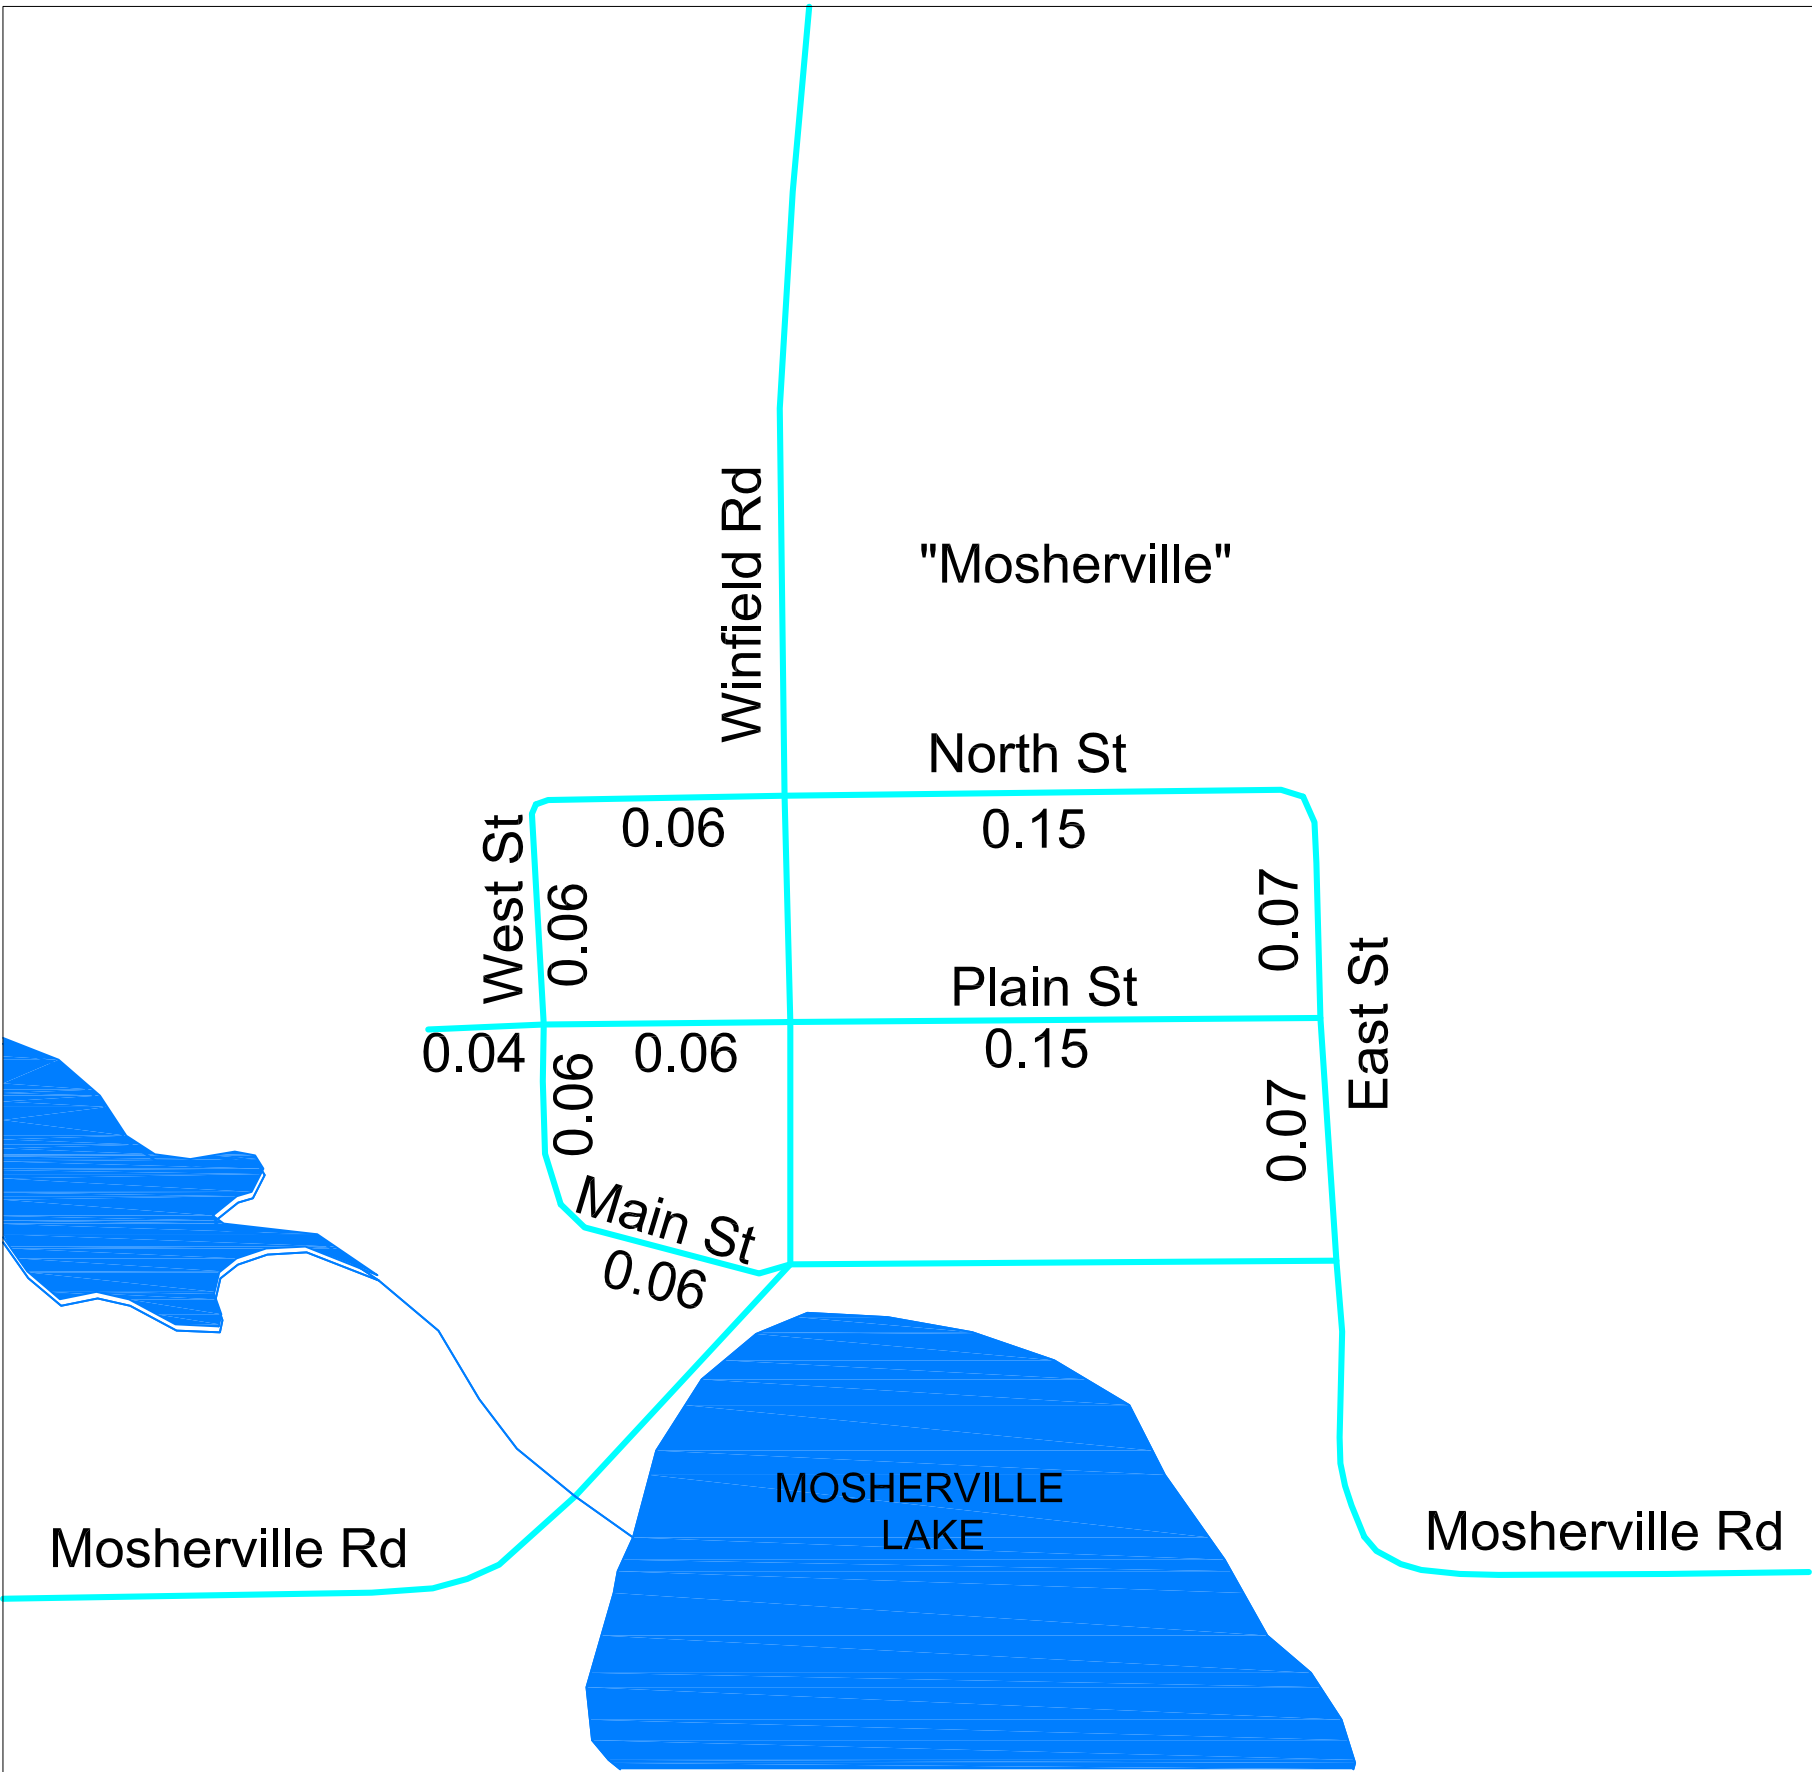 Winfield Rd
"Mosherville"
North St
0.06
0.15
West St
0.06
0.07
Plain St
East St
0.04
0.06
0.15
0.06
0.07
Main St
0.06
MOSHERVILLE
LAKE
Mosherville Rd
Mosherville Rd